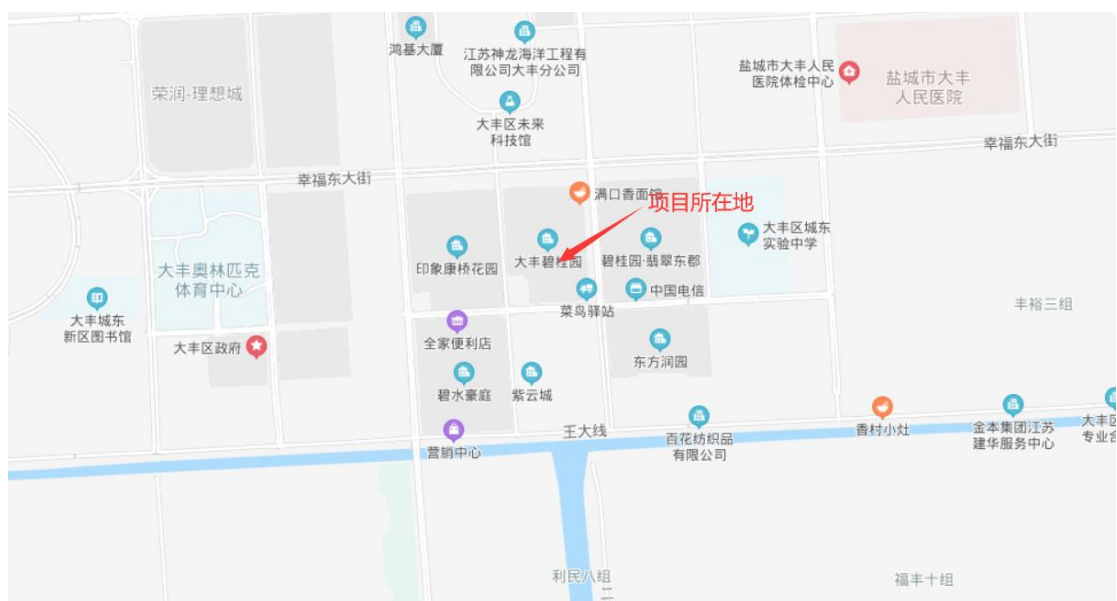 鸿基大厦
江苏神龙海洋工程有
限公司大丰分公司
盐城市大丰人民
医院体检中心
盐城市大丰
人民医院
荣润-理想城
大丰区未来
科技馆
幸福东大街
幸福东大街
满口香面馆
项目所在地
大丰区城东
实验中学
印象康桥花园
大丰碧桂园
碧桂园·翡翠东郡
大丰奥林匹克
体育中心
中国电信
菜鸟驿站
丰裕三组
大丰城东
新区图书馆
大丰区政府
全家便利店
东方润园
碧水豪庭
紫云城
王大线
百花纺织品
有限公司
香村小灶
金本集团江苏
建华服务中心
大丰区
专业合
营销中心
利民八组
二
福丰十组